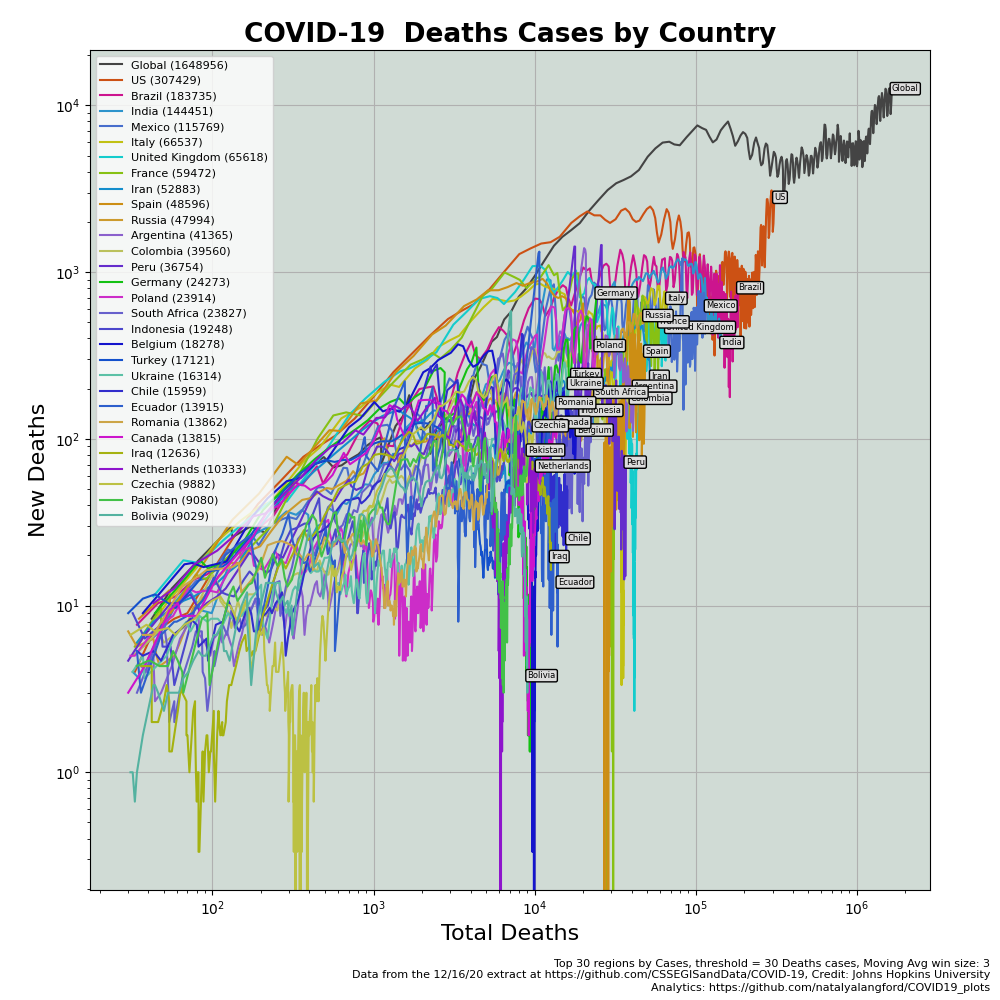 COVID-19  Deaths Cases by Country
Global (1648956)
US (307429)
Brazil (183735)
India (144451)
Mexico (115769)
Italy (66537)
United Kingdom (65618)
France (59472)
Iran (52883)
Spain (48596)
Russia (47994)
Argentina (41365)
Colombia (39560)
Peru (36754)
Germany (24273)
Poland (23914)
South Africa (23827)
Indonesia (19248)
Belgium (18278)
Turkey (17121)
Ukraine (16314)
Chile (15959)
Ecuador (13915)
Romania (13862)
Canada (13815)
Iraq (12636)
Netherlands (10333)
Czechia (9882)
Pakistan (9080)
Bolivia (9029)
New Deaths
10⁴
10³
10²
10¹
10⁰
Global
US
Brazil
Germany
Italy
Mexico
Russia
Kingdom
India
Poland
Spain
Turkey
Iran
Ukraine
South Africa
Romania
Czechia
Pakistan
Peru
Netherlands
Chile
Iraq
Ecuador
Bolivia
10²
10³
10⁴
10⁵
10⁶
Total Deaths
Top 30 regions by Cases, threshold = 30 Deaths cases, Moving Avg win size: 3
Data from the 12/16/20 extract at https://github.com/CSSEGISandData/COVID-19, Credit: Johns Hopkins University
Analytics: https://github.com/natalyalangford/COVID19_plots